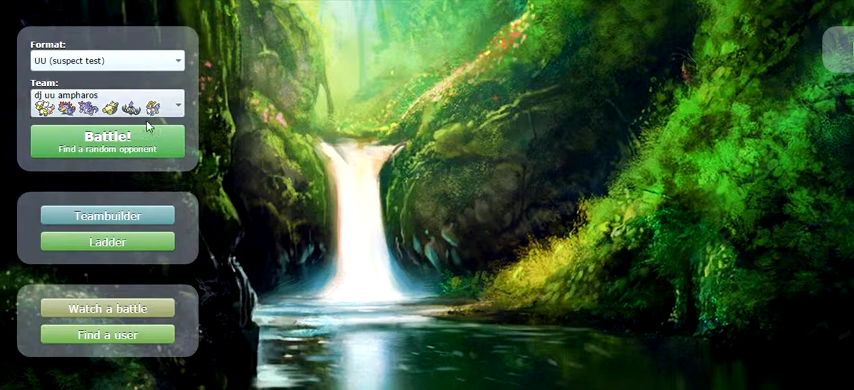 Format:
UU (suspect test)
Team:
dj uu ampharos
Battle!
Find a random opponent
Teambuilder
Ladder
Watch a battle
Find a user